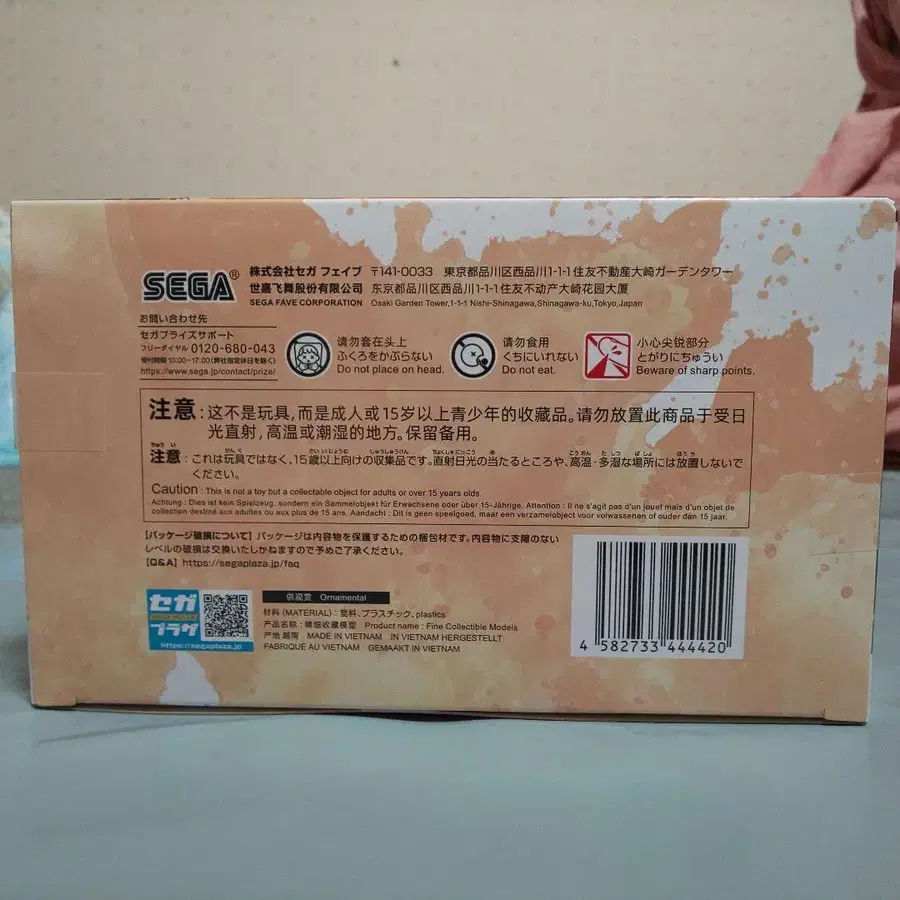 SEGA®
株式会社セガ フェイブ 〒141-0033 東京都品川区西品川1-1-1 住友不動産大崎ガーデンタワー
世嘉飞舞股份有限公司 东京都品川区西品川1-1-1 住友不动产大崎花园大厦
SEGA FAVE CORPORATION Osaki Garden Tower,1-1-1 Nishi-Shinagawa,Shinagawa-ku,Tokyo,Japan
お問い合わせ先
セガプライズサポート
フリーダイヤル 0120-680-043
受付時間 10:00~17:00(弊社指定休日を除く)
https://www.sega.jp/contact/prize/
请勿套在头上
ふくろをかぶらない
Do not place on head.
请勿食用
くちにいれない
Do not eat.
小心尖锐部分
とがりにちゅうい
Beware of sharp points.
注意:这不是玩具,而是成人或15岁以上青少年的收藏品。请勿放置此商品于受日
光直射,高温或潮湿的地方。保留备用。
注意:これは玩具ではなく、15歳以上向けの収集品です。直射日光の当たるところや、高温・多湿な場所には放置しないで
ください。
Caution : This is not a toy but a collectable object for adults or over 15 years olds
Achtung : Dies ist kein Spielzeug, sondern ein Sammelobjekt für Erwachsene oder über 15-Jährige. Attention : Il ne s'agit pas d'un jouet mais d'un objet de
collection destiné aux adultes ou aux plus de 15 ans. Aandacht : Dit is geen speelgoed, maar een verzamelobject voor volwassenen of ouder dan 15 jaar.
【パッケージ破損について】パッケージは内容物を保護するための梱包材です。内容物に支障のない
レベルの破損は交換いたしかねますので予めご了承ください。
【Q&A】https://segaplaza.jp/faq
セガ
プラザ
https://segaplaza.jp
供观赏 Ornamental
材料 (MATERIAL) : 塑料、プラスチック、plastics
产品名称 : 精细收藏模型 Product name : Fine Collectible Models
产地 越南 MADE IN VIETNAM IN VIETNAM HERGESTELLT
FABRIQUE AU VIETNAM GEMAAKT IN VIETNAM
4 582733 444420